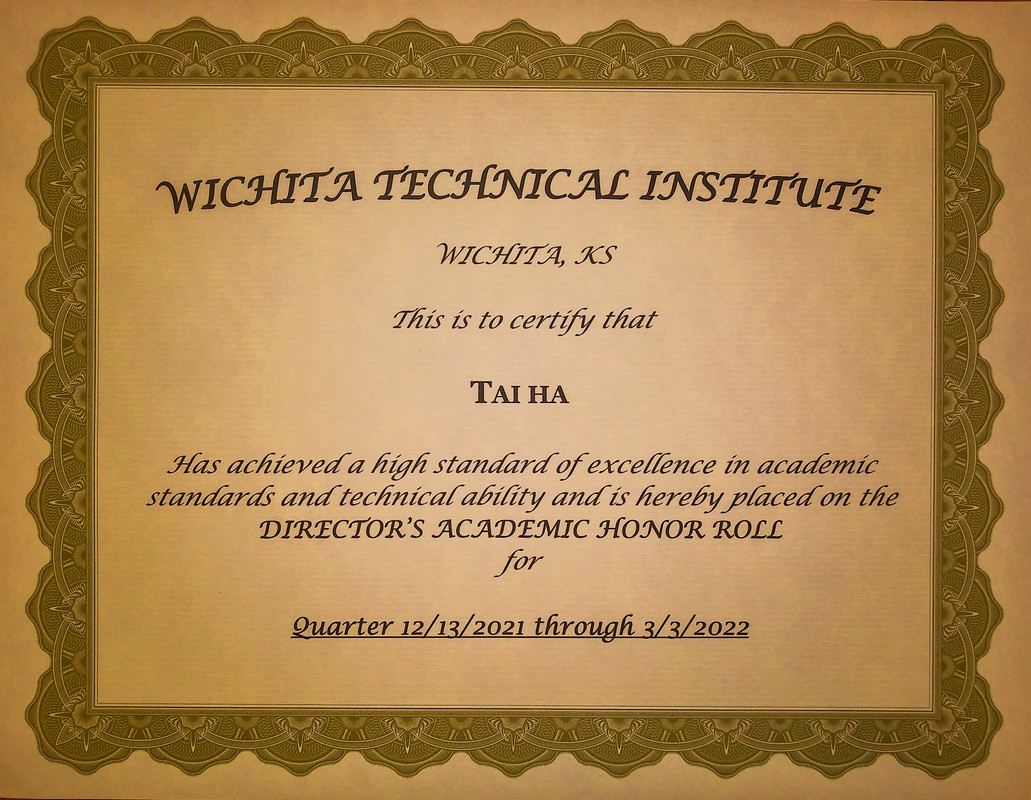 WICHITA TECHNICAL INSTITUTE
WICHITA, KS
This is to certify that
TAI HA
Has achieved a high standard of excellence in academic
standards and technical ability and is hereby placed on the
DIRECTOR'S ACADEMIC HONOR ROLL
for
Quarter 12/13/2021 through 3/3/2022